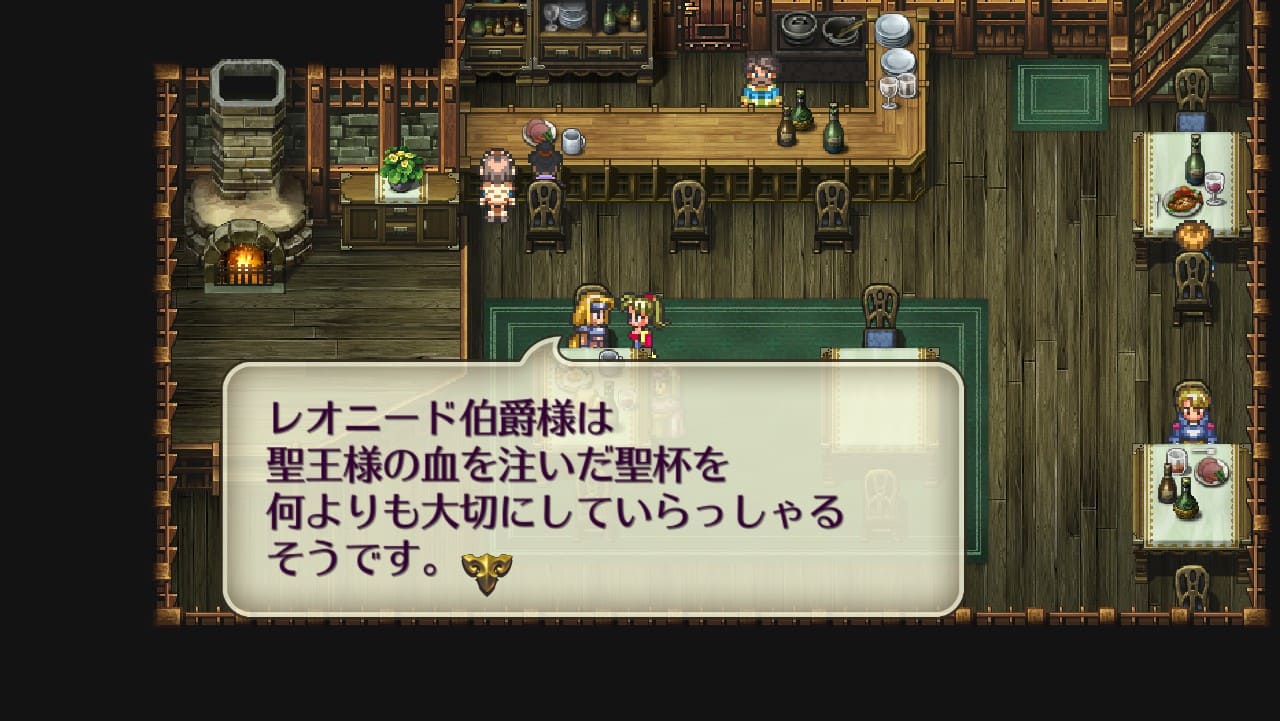 レオニード伯爵様は
聖王様の血を注いだ聖杯を
何よりも大切にしていらっしゃる
そうです。